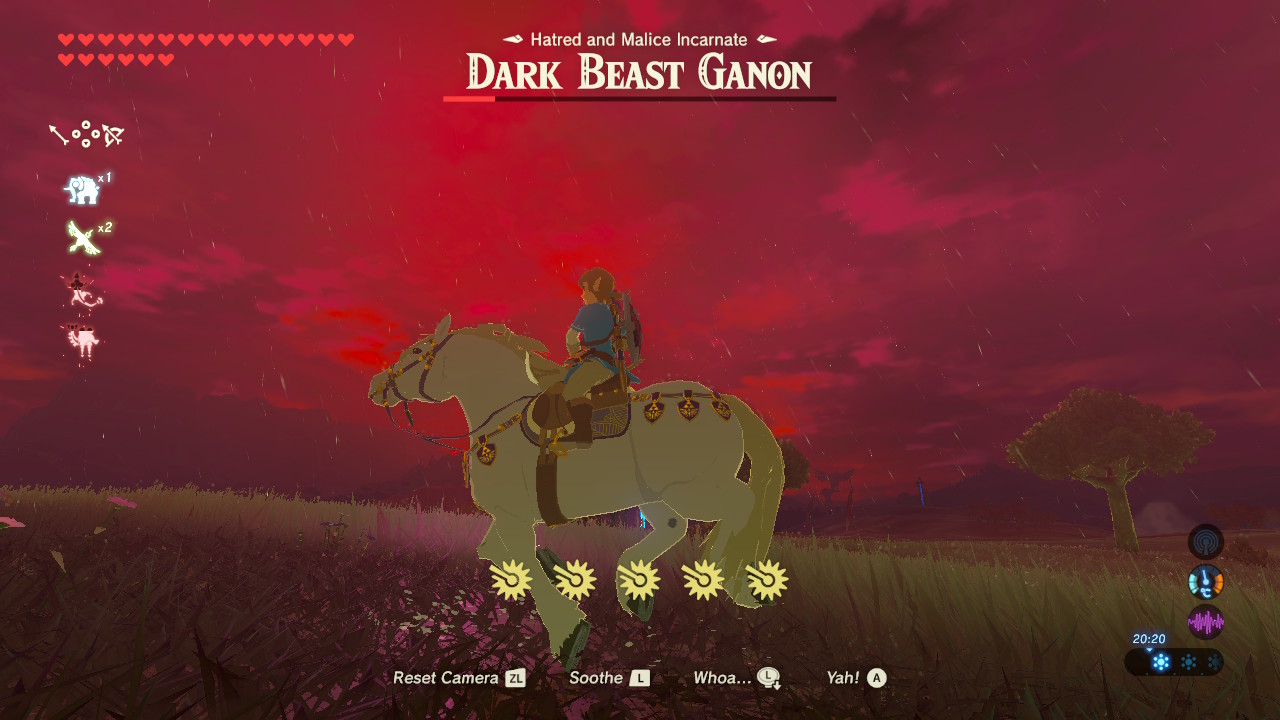 Hatred and Malice Incarnate
DARK BEAST GANON
x1
x2
°C
20:20
Reset Camera ZL
Soothe L
Whoa... L
Yah! A